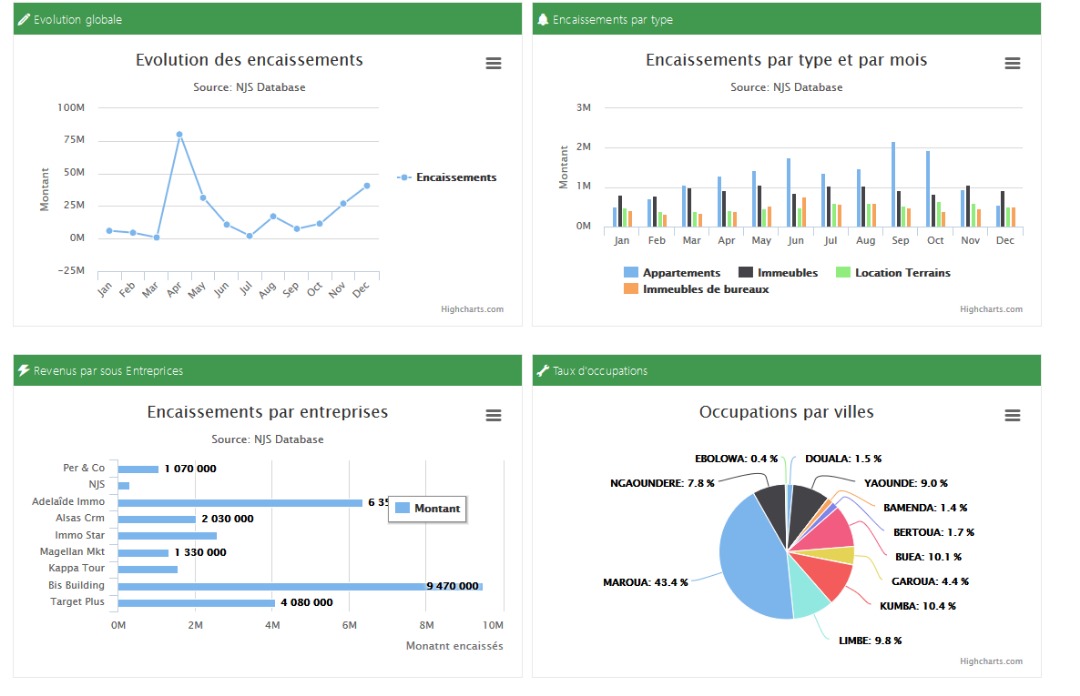 Evolution globale
Evolution des encaissements
Source: NJS Database
100M
75M
50M
25M
0M
-25M
Montant
Encaissements
Jan Feb Mar Apr May Jun Jul Aug Sep Oct Nov Dec
Highcharts.com
Encaissements par type
Encaissements par type et par mois
Source: NJS Database
3M
2M
1M
0M
Montant
Jan Feb Mar Apr May Jun Jul Aug Sep Oct Nov Dec
Appartements Immeubles Location Terrains
Immeubles de bureaux
Highcharts.com
Revenus par sous Entreprices
Encaissements par entreprises
Source: NJS Database
Per & Co 1 070 000
NJS
Adelaïde Immo 6 35
Montant
Alsas Crm 2 030 000
Immo Star
Magellan Mkt 1 330 000
Kappa Tour
Bis Building 9 470 000
Target Plus 4 080 000
0M 2M 4M 6M 8M 10M
Monatnt encaissés
Taux d'occupations
Occupations par villes
EBOLOWA: 0.4 % DOUALA: 1.5 %
NGAOUNDERE: 7.8 % YAOUNDE: 9.0 %
BAMENDA: 1.4 %
BERTOUA: 1.7 %
BUEA: 10.1 %
MAROUA: 43.4 % GAROUA: 4.4 %
KUMBA: 10.4 %
LIMBE: 9.8 %
Highcharts.com